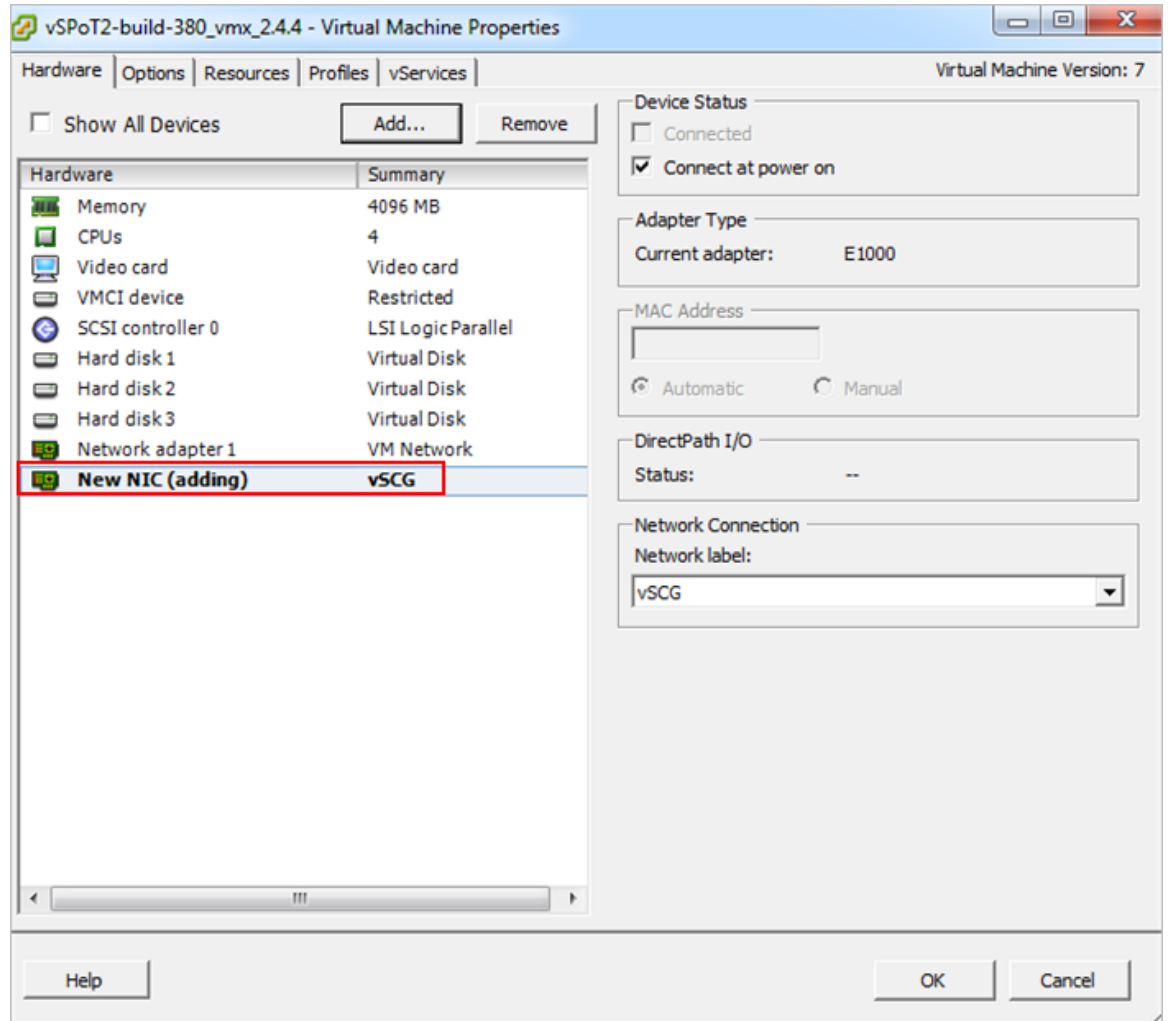 vSPoT2-build-380_vmx_2.4.4 - Virtual Machine Properties
Hardware Options Resources Profiles vServices Virtual Machine Version: 7
Show All Devices Add... Remove
Hardware Summary
Memory 4096 MB
CPUs 4
Video card Video card
VMCI device Restricted
SCSI controller 0 LSI Logic Parallel
Hard disk 1 Virtual Disk
Hard disk 2 Virtual Disk
Hard disk 3 Virtual Disk
Network adapter 1 VM Network
New NIC (adding) vSCG
Device Status
Connected
Connect at power on
Adapter Type
Current adapter: E1000
MAC Address
Automatic Manual
DirectPath I/O
Status: --
Network Connection
Network label:
vSCG
Help OK Cancel